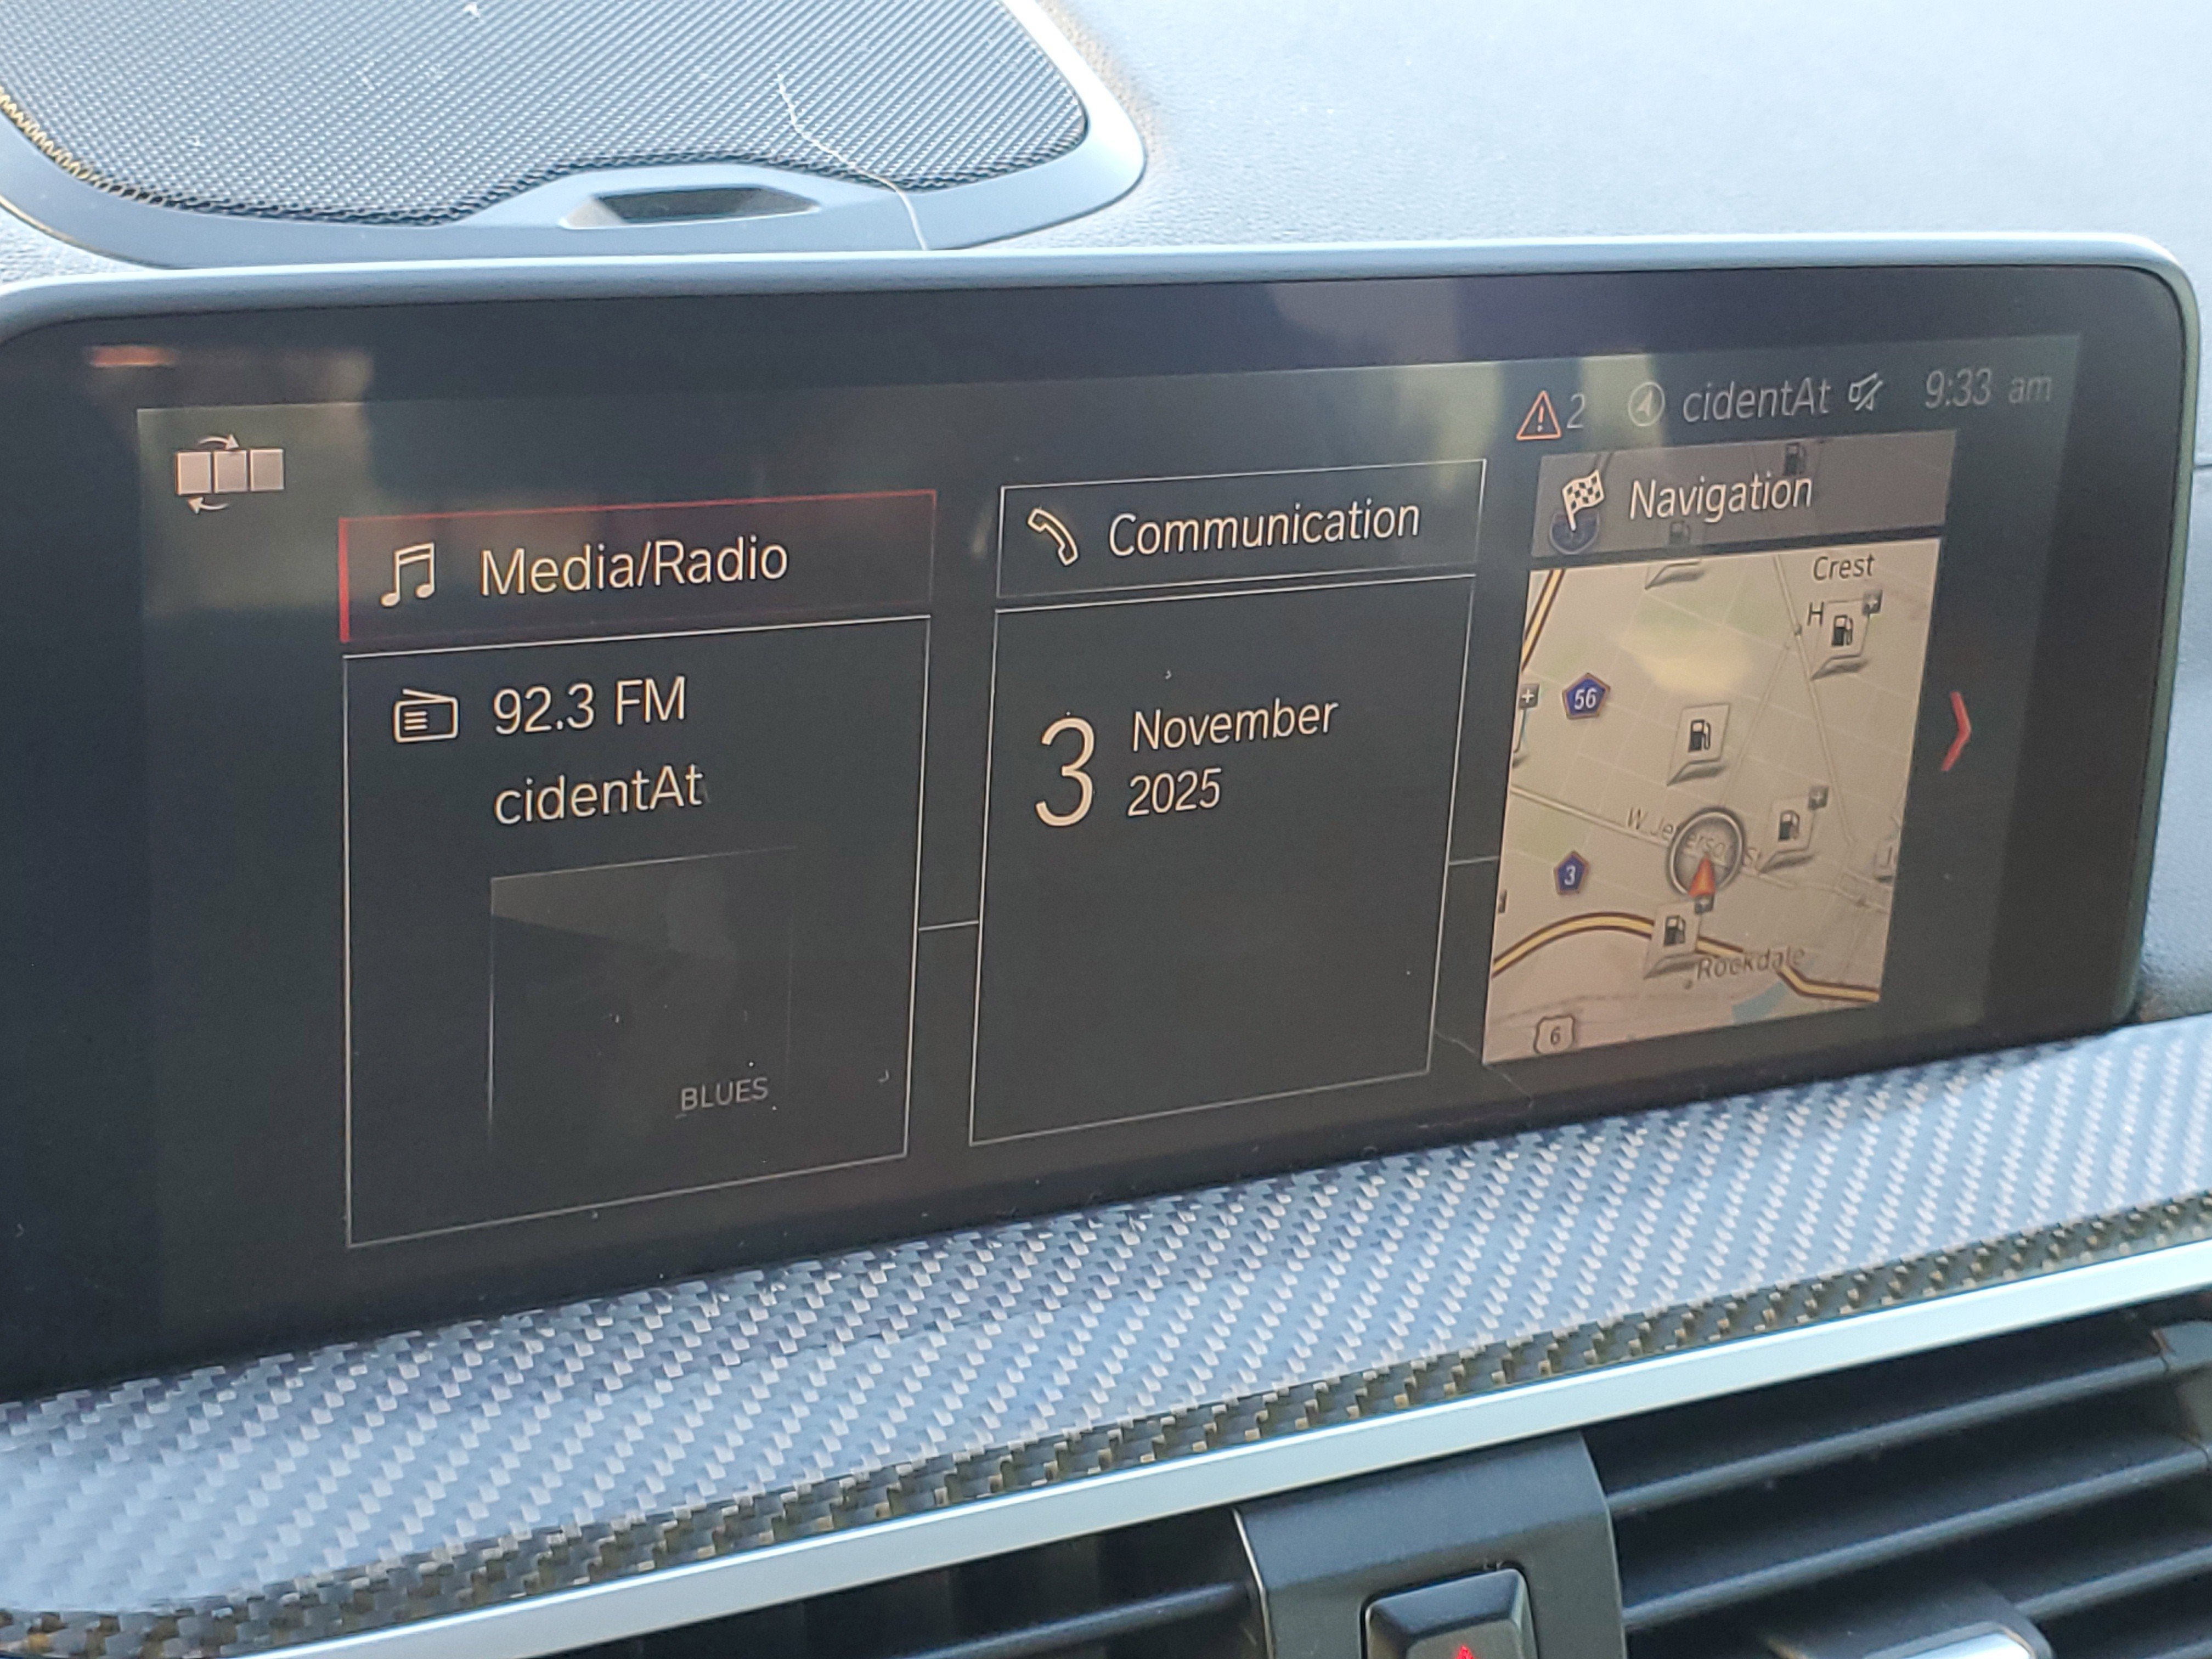 2 cidentAt 9:33 am
Media/Radio
92.3 FM
cidentAt
BLUES
Communication
3 November
2025
Navigation
Crest
H
56
3
Rockdale
6